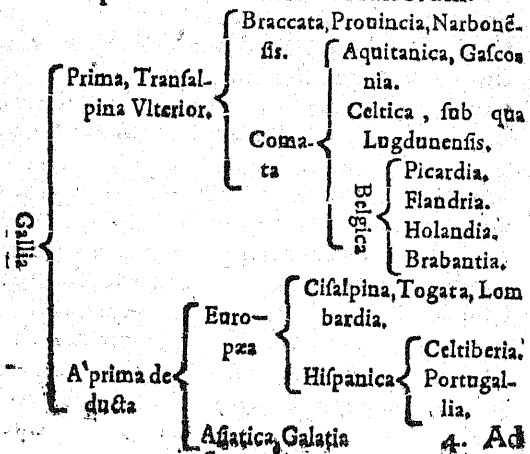 Braccata, Prouincia, Narbonẽ-
ſis.
Aquitanica, Gaſcos
nia.
Prima, Tranſal-
pina Vlterior.
Celtica, ſub qua
Lugdunenſis.
Coma-
ta
Belgica
Picardia.
Flandria.
Holandia.
Brabantia.
Gallia
Ciſalpina, Togata, Lom
bardia.
Euro-
pæa
Hiſpanica
Celtiberia.
Portugal-
lia.
A prima de
ducta
Aſiatica, Galatia
4. Ad